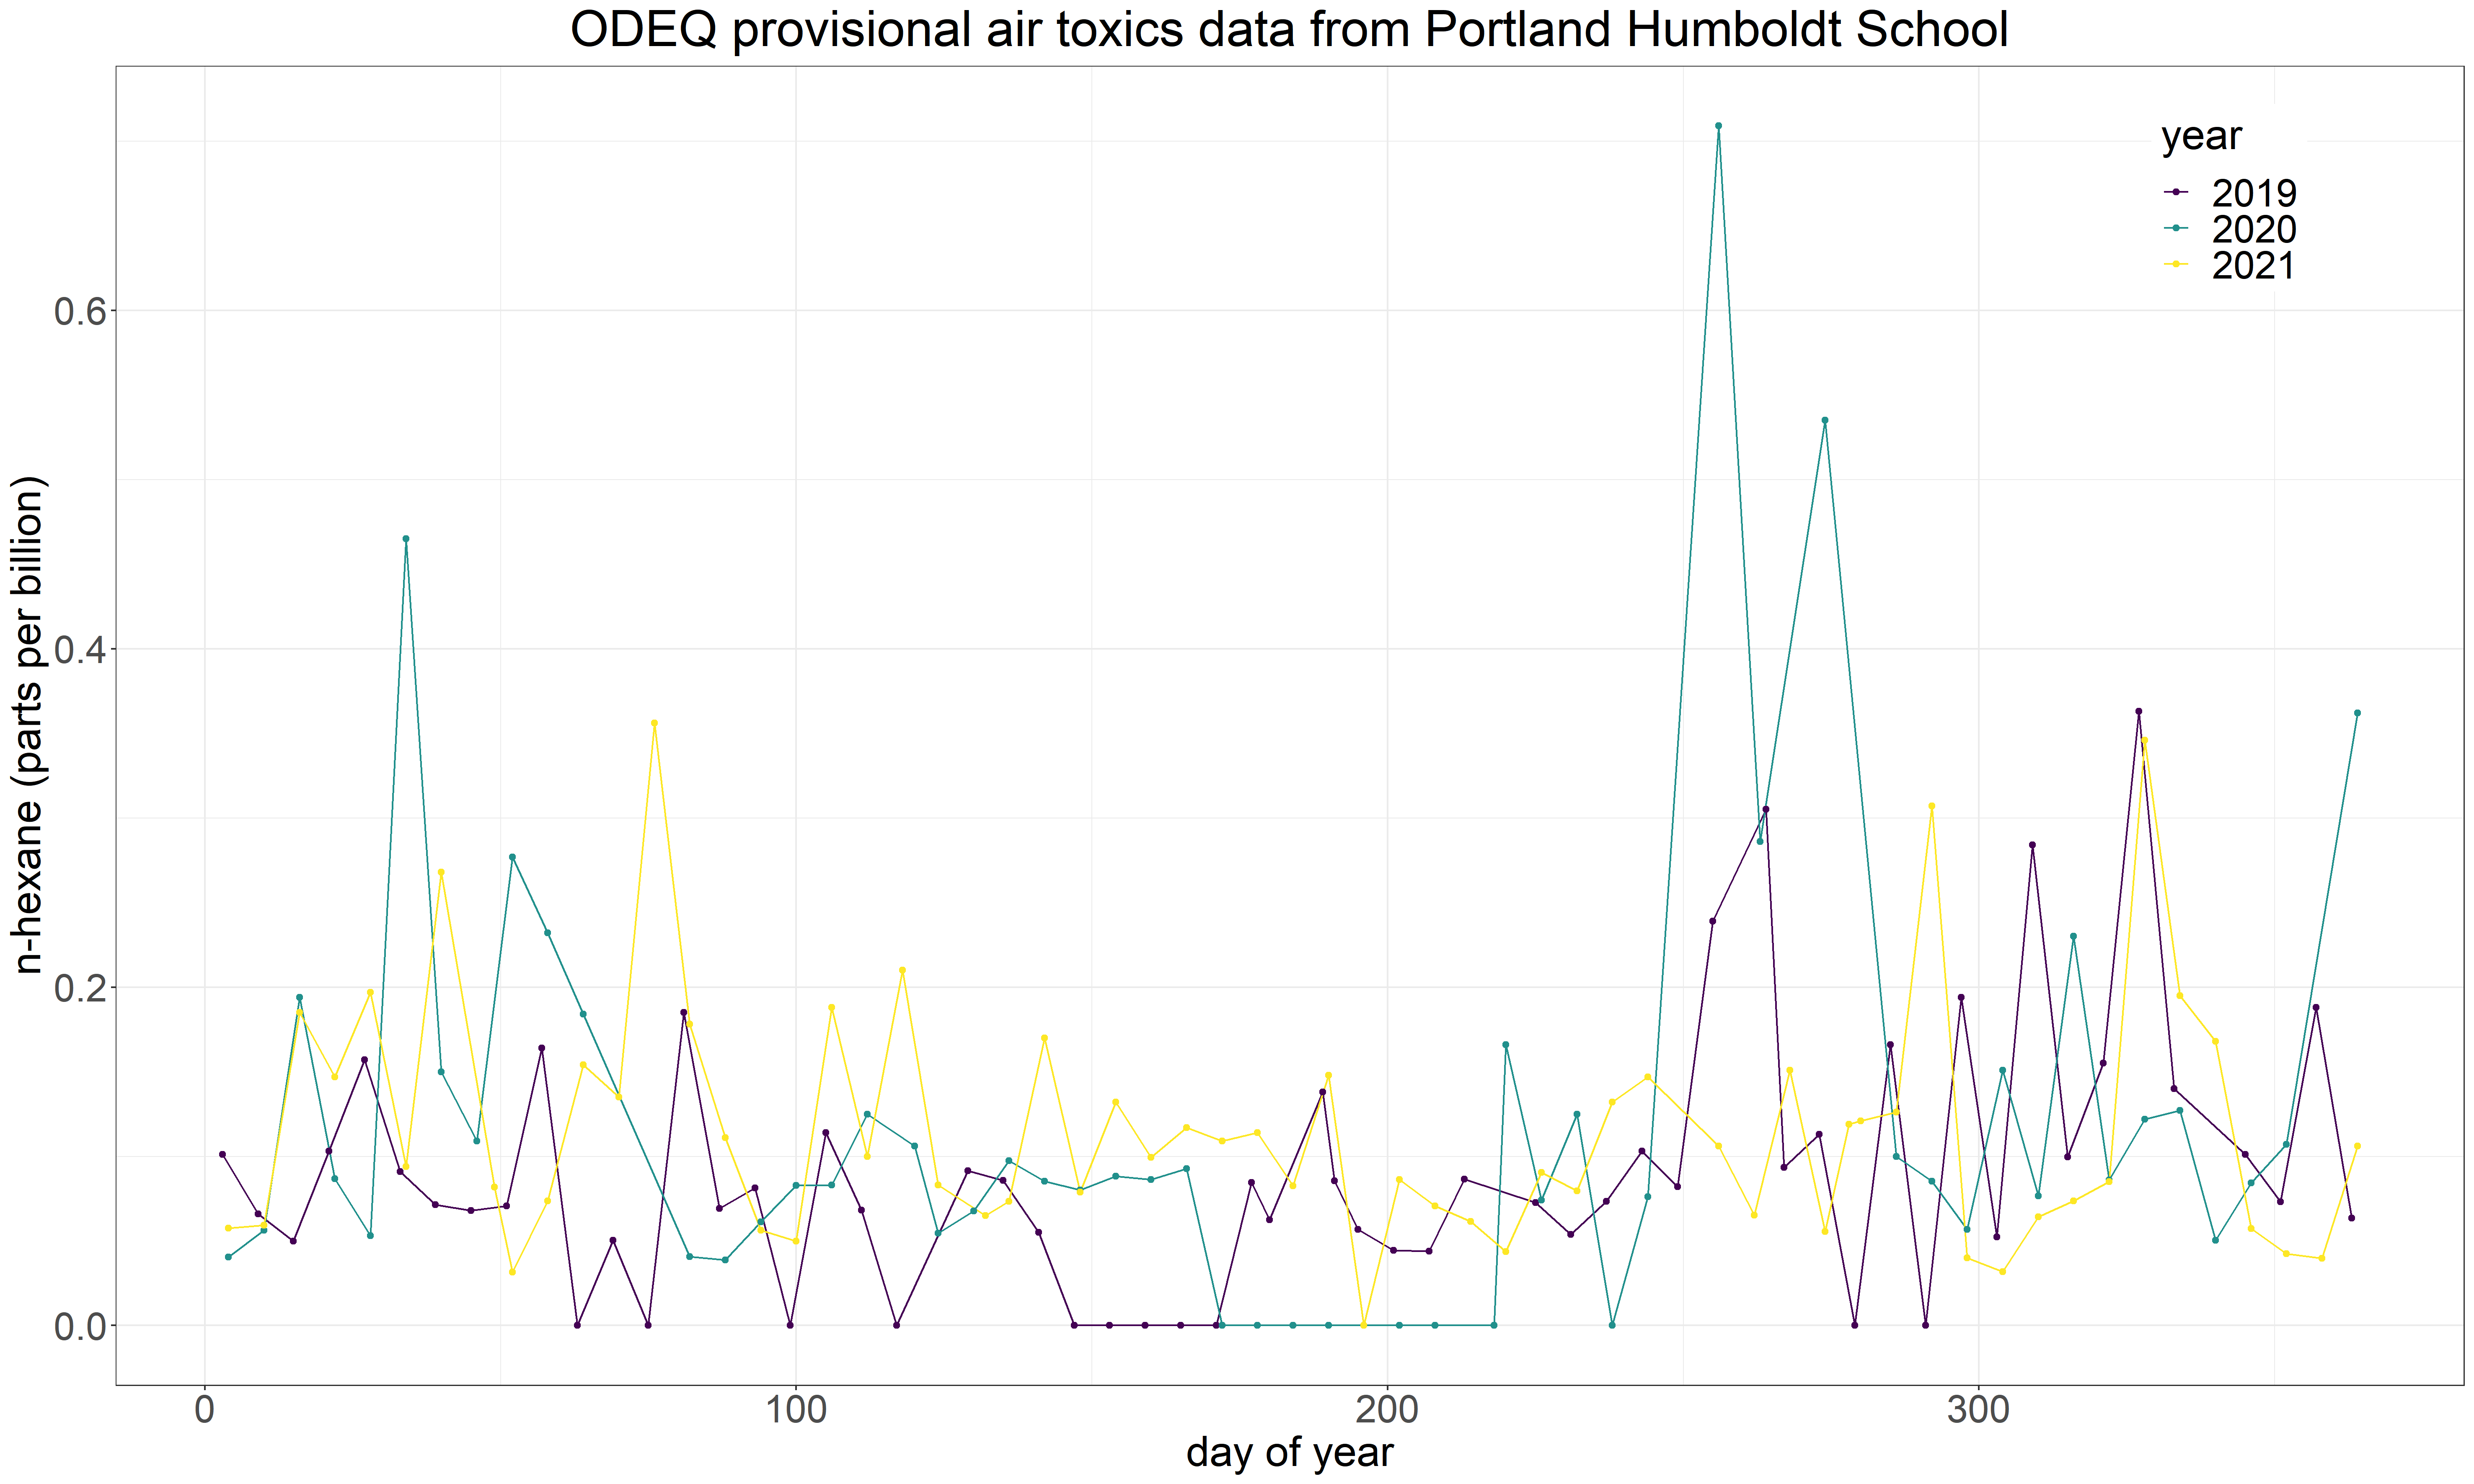 ODEQ provisional air toxics data from Portland Humboldt School
year
2019
2020
2021
n-hexane (parts per billion)
0.6
0.4
0.2
0.0
0 100 200 300
day of year